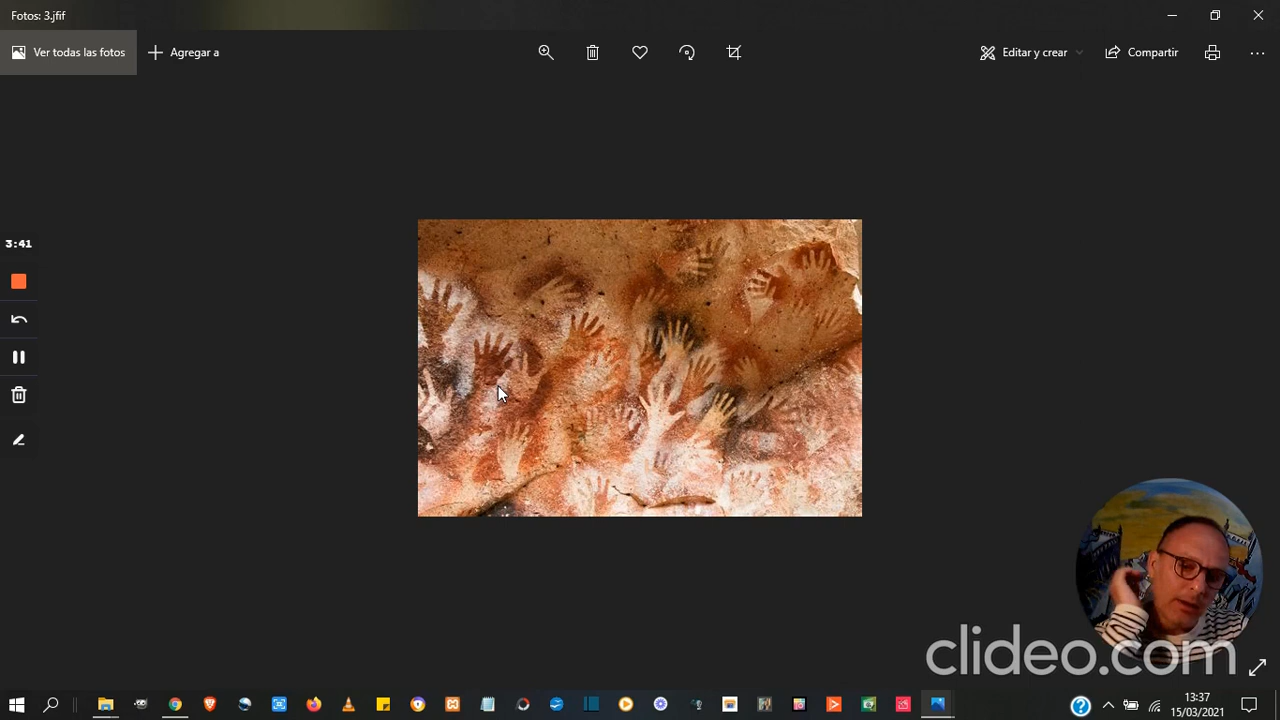 Fotos: 3.jfif
Ver todas las fotos
Agregar a
Editar y crear
Compartir
3:41
clideo.com
13:37
15/03/2021